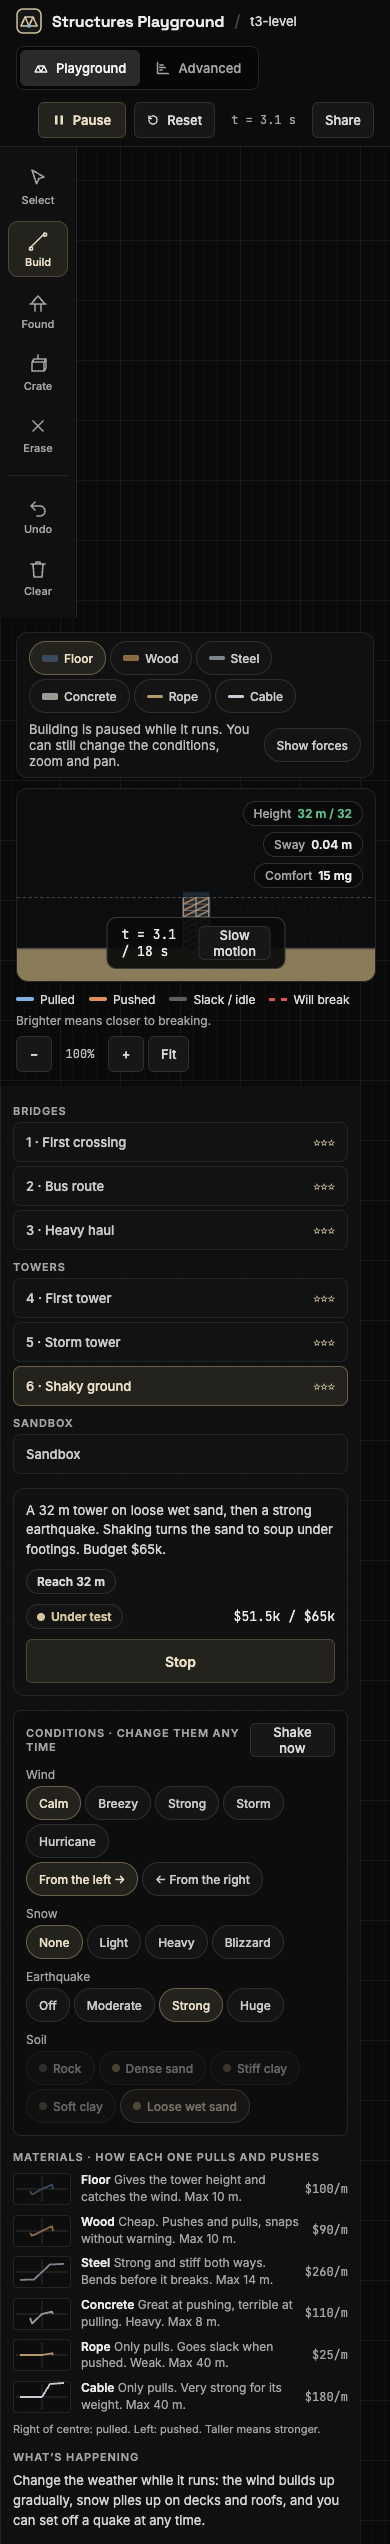 Structures Playground / t3-level
Playground Advanced
Pause Reset t = 3.1 s Share
Select
Build
Found
Crate
Erase
Undo
Clear
Floor Wood Steel
Concrete Rope Cable
Building is paused while it runs. You
can still change the conditions,
zoom and pan.
Show forces
Height 32 m / 32
Sway 0.04 m
Comfort 15 mg
t = 3.1
/ 18 s
Slow
motion
Pulled Pushed Slack / idle Will break
Brighter means closer to breaking.
− 100% + Fit
BRIDGES
1 · First crossing ☆☆☆
2 · Bus route ☆☆☆
3 · Heavy haul ☆☆☆
TOWERS
4 · First tower ☆☆☆
5 · Storm tower ☆☆☆
6 · Shaky ground ☆☆☆
SANDBOX
Sandbox
A 32 m tower on loose wet sand, then a strong
earthquake. Shaking turns the sand to soup under
footings. Budget $65k.
Reach 32 m
Under test $51.5k / $65k
Stop
CONDITIONS · CHANGE THEM ANY
TIME
Shake
now
Wind
Calm Breezy Strong Storm
Hurricane
From the left → ← From the right
Snow
None Light Heavy Blizzard
Earthquake
Off Moderate Strong Huge
Soil
Rock Dense sand Stiff clay
Soft clay Loose wet sand
MATERIALS · HOW EACH ONE PULLS AND PUSHES
Floor Gives the tower height and
catches the wind. Max 10 m.
$100/m
Wood Cheap. Pushes and pulls, snaps
without warning. Max 10 m.
$90/m
Steel Strong and stiff both ways.
Bends before it breaks. Max 14 m.
$260/m
Concrete Great at pushing, terrible at
pulling. Heavy. Max 8 m.
$110/m
Rope Only pulls. Goes slack when
pushed. Weak. Max 40 m.
$25/m
Cable Only pulls. Very strong for its
weight. Max 40 m.
$180/m
Right of centre: pulled. Left: pushed. Taller means stronger.
WHAT'S HAPPENING
Change the weather while it runs: the wind builds up
gradually, snow piles up on decks and roofs, and you
can set off a quake at any time.